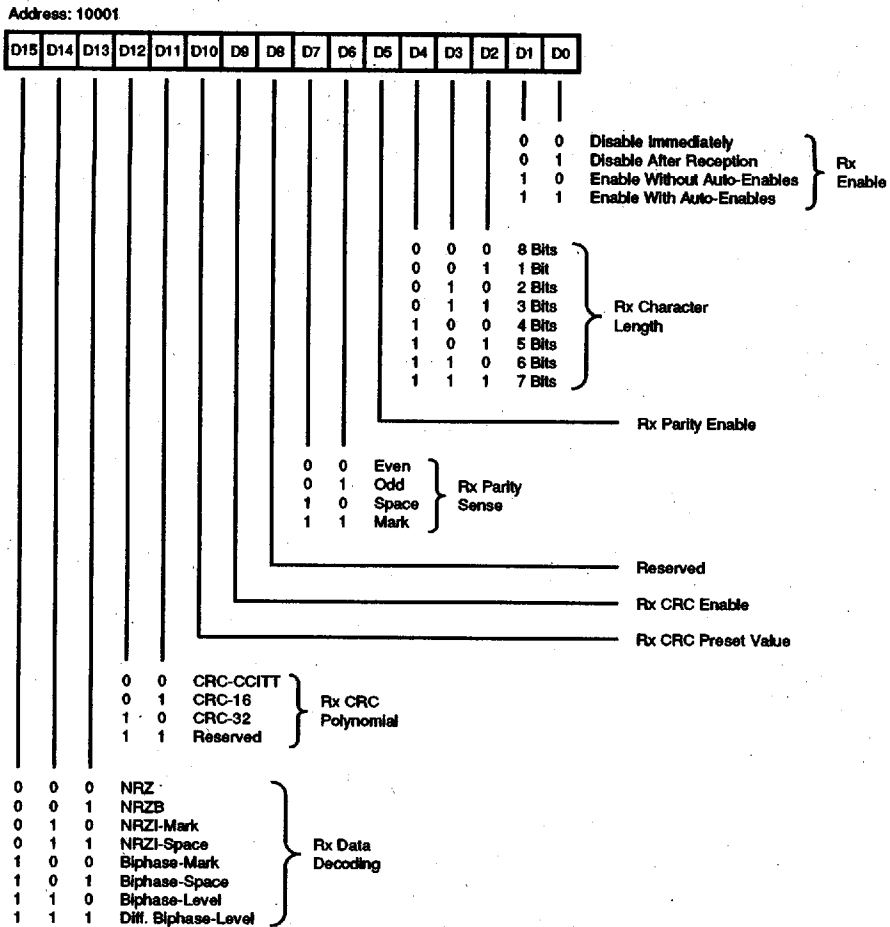 Address: 10001
D15 D14 D13 D12 D11 D10 D9 D8 D7 D6 D5 D4 D3 D2 D1 D0
0 0 Disable Immediately
0 1 Disable After Reception
1 0 Enable Without Auto-Enables
1 1 Enable With Auto-Enables
Rx
Enable
0 0 0 8 Bits
0 0 1 1 Bit
0 1 0 2 Bits
0 1 1 3 Bits
1 0 0 4 Bits
1 0 1 5 Bits
1 1 0 6 Bits
1 1 1 7 Bits
Rx Character
Length
Rx Parity Enable
0 0 Even
0 1 Odd
1 0 Space
1 1 Mark
Rx Parity
Sense
Reserved
Rx CRC Enable
Rx CRC Preset Value
0 0 CRC-CCITT
0 1 CRC-16
1 0 CRC-32
1 1 Reserved
Rx CRC
Polynomial
0 0 0 NRZ
0 0 1 NRZB
0 1 0 NRZI-Mark
0 1 1 NRZI-Space
1 0 0 Biphase-Mark
1 0 1 Biphase-Space
1 1 0 Biphase-Level
1 1 1 Diff. Biphase-Level
Rx Data
Decoding